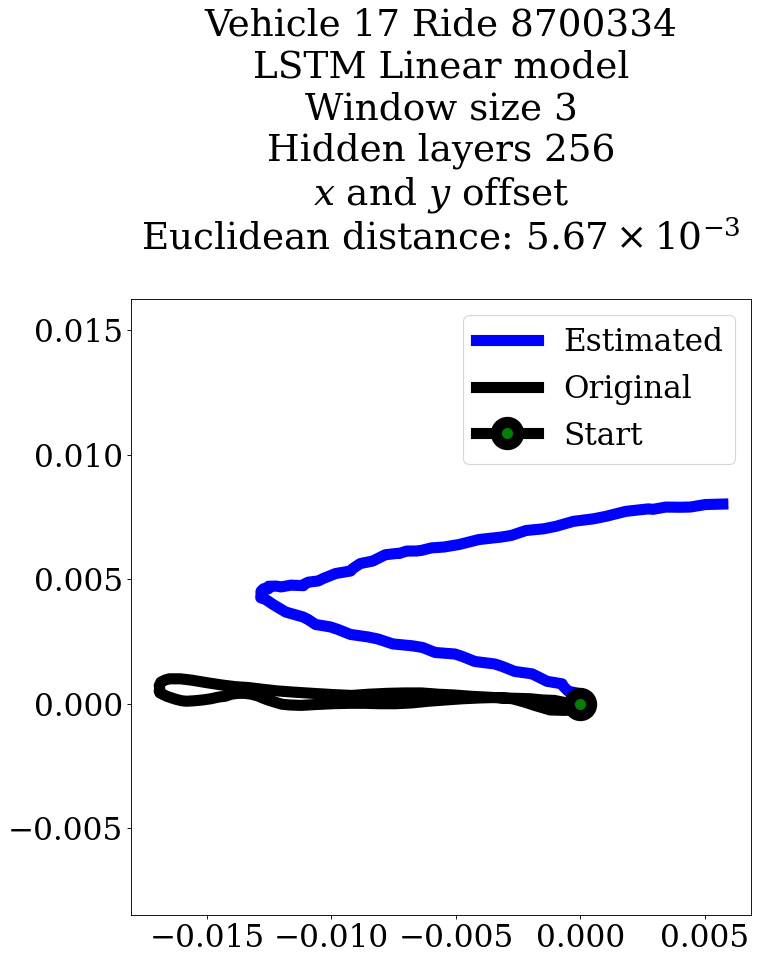 Vehicle 17 Ride 8700334
LSTM Linear model
Window size 3
Hidden layers 256
x and y offset
Euclidean distance: 5.67 × 10⁻³
Estimated
Original
Start
0.015
0.010
0.005
0.000
−0.005
−0.015 −0.010 −0.005 0.000 0.005